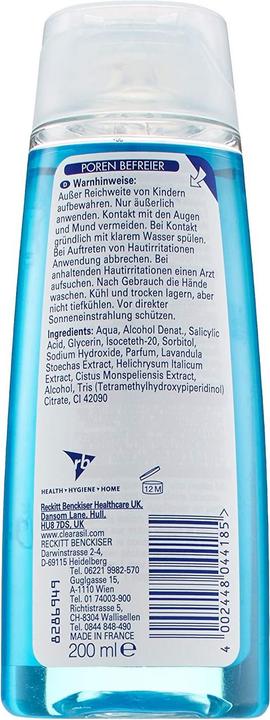 POREN BEFREIER
D Warnhinweise:
Außer Reichweite von Kindern
aufbewahren. Nur äußerlich
anwenden. Kontakt mit den Augen
und Mund vermeiden. Bei Kontakt
gründlich mit klarem Wasser spülen.
Bei Auftreten von Hautirritationen
Anwendung abbrechen. Bei
anhaltenden Hautirritationen einen Arzt
aufsuchen. Nach Gebrauch die Hände
waschen. Kühl und trocken lagern, aber
nicht tiefkühlen. Vor direkter
Sonneneinstrahlung schützen.
Ingredients: Aqua, Alcohol Denat., Salicylic
Acid, Glycerin, Isoceteth-20, Sorbitol,
Sodium Hydroxide, Parfum, Lavandula
Stoechas Extract, Helichrysum Italicum
Extract, Cistus Monspeliensis Extract,
Alcohol, Tris (Tetramethylhydroxypiperidinol)
Citrate, CI 42090
rb
HEALTH • HYGIENE • HOME
12 M
Reckitt Benckiser Healthcare UK,
Dansom Lane, Hull,
HU8 7DS, UK
www.clearasil.com
RECKITT BENCKISER
Darwinstrasse 2-4,
D-69115 Heidelberg
Tel. 06221 9982-570
Guglgasse 15,
A-1110 Wien
Tel. 01 74003-900
Richtistrasse 5,
CH-8304 Wallisellen
Tel. 0844 848-490
MADE IN FRANCE
200 ml e
8286949
4 002448 044185